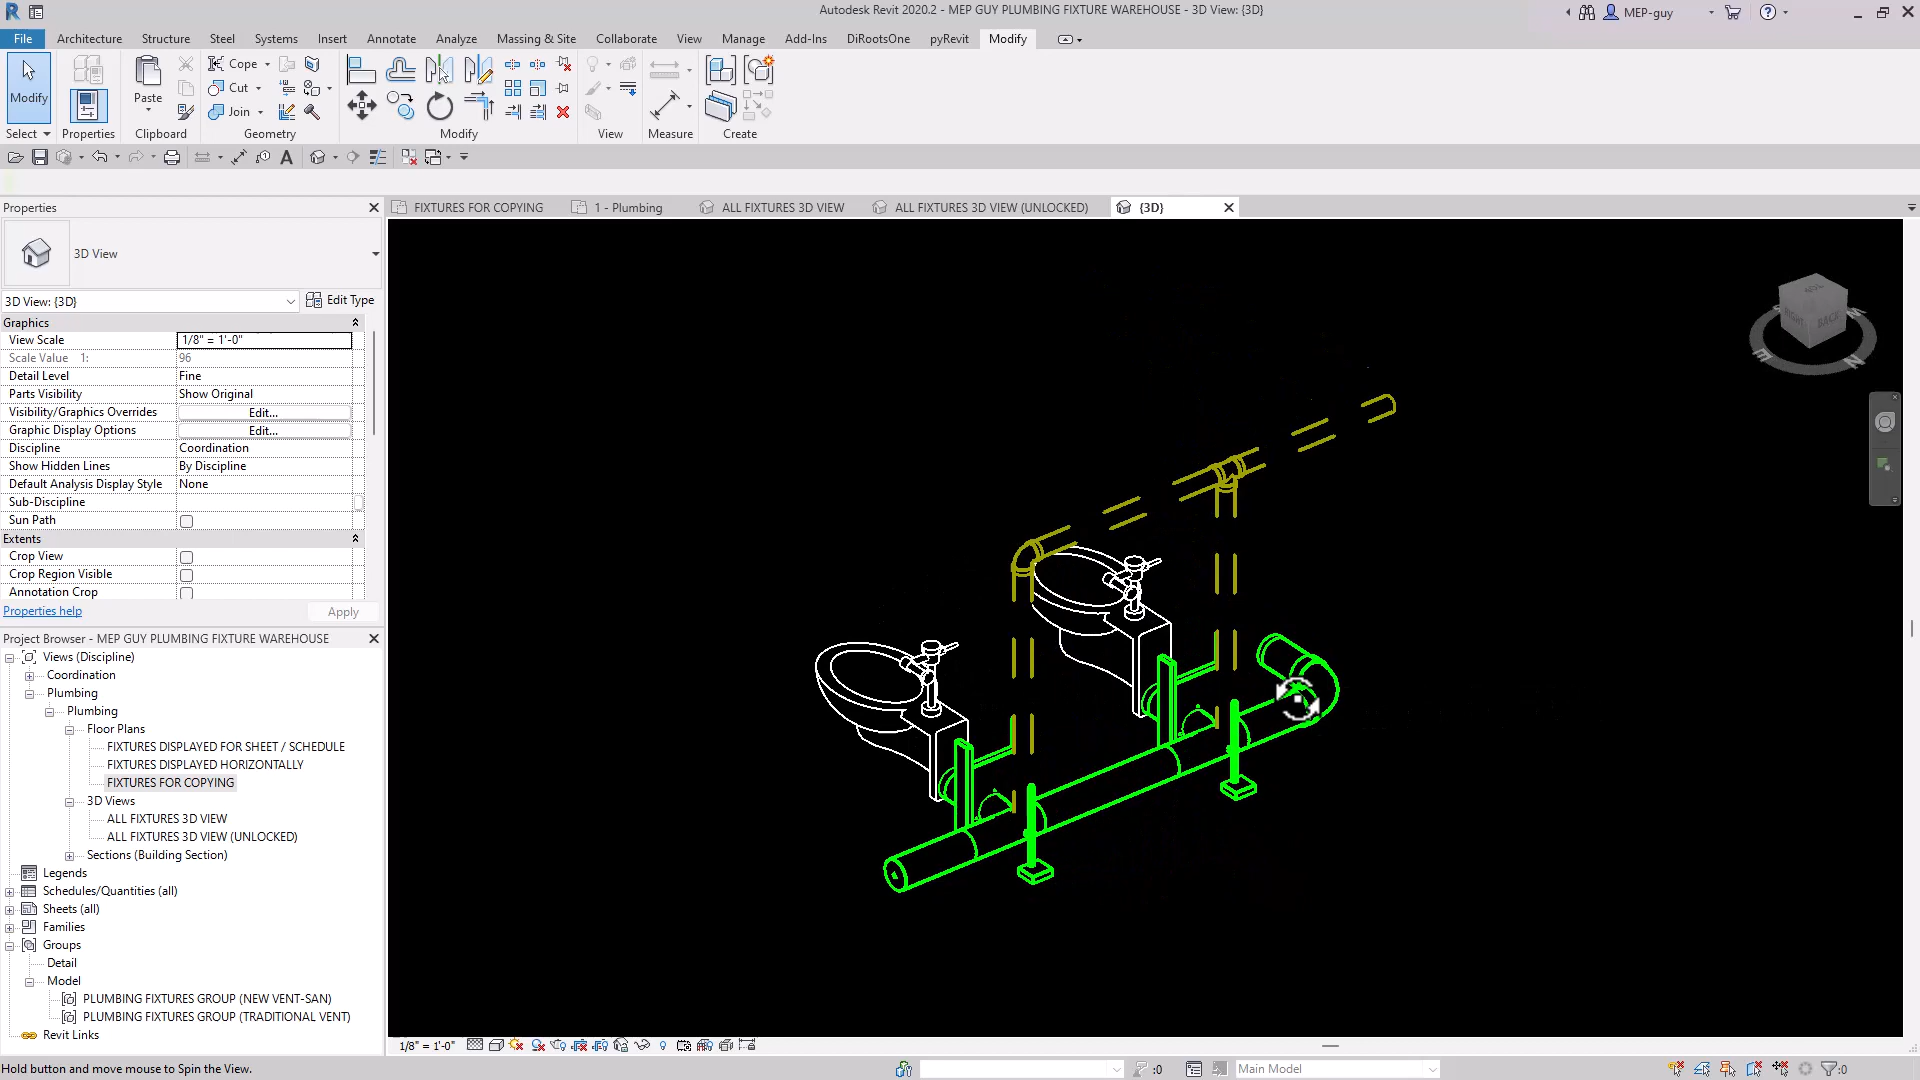 Autodesk Revit 2020.2 - MEP GUY PLUMBING FIXTURE WAREHOUSE - 3D View: {3D}
MEP-guy
File Architecture Structure Steel Systems Insert Annotate Analyze Massing & Site Collaborate View Manage Add-Ins DiRootsOne pyRevit Modify
Modify
Paste
Cope
Cut
Join
Select Properties Clipboard Geometry Modify View Measure Create
Properties
FIXTURES FOR COPYING
1 - Plumbing
ALL FIXTURES 3D VIEW
ALL FIXTURES 3D VIEW (UNLOCKED)
{3D}
3D View
3D View: {3D}
Edit Type
Graphics
View Scale 1/8" = 1'-0"
Scale Value 1: 96
Detail Level Fine
Parts Visibility Show Original
Visibility/Graphics Overrides Edit...
Graphic Display Options Edit...
Discipline Coordination
Show Hidden Lines By Discipline
Default Analysis Display Style None
Sub-Discipline
Sun Path
Extents
Crop View
Crop Region Visible
Annotation Crop
Properties help
Apply
Project Browser - MEP GUY PLUMBING FIXTURE WAREHOUSE
Views (Discipline)
Coordination
Plumbing
Plumbing
Floor Plans
FIXTURES DISPLAYED FOR SHEET / SCHEDULE
FIXTURES DISPLAYED HORIZONTALLY
FIXTURES FOR COPYING
3D Views
ALL FIXTURES 3D VIEW
ALL FIXTURES 3D VIEW (UNLOCKED)
Sections (Building Section)
Legends
Schedules/Quantities (all)
Sheets (all)
Families
Groups
Detail
Model
PLUMBING FIXTURES GROUP (NEW VENT-SAN)
PLUMBING FIXTURES GROUP (TRADITIONAL VENT)
Revit Links
TOP
RIGHT
BACK
E
N
1/8" = 1'-0"
Hold button and move mouse to Spin the View.
:0
Main Model
:0